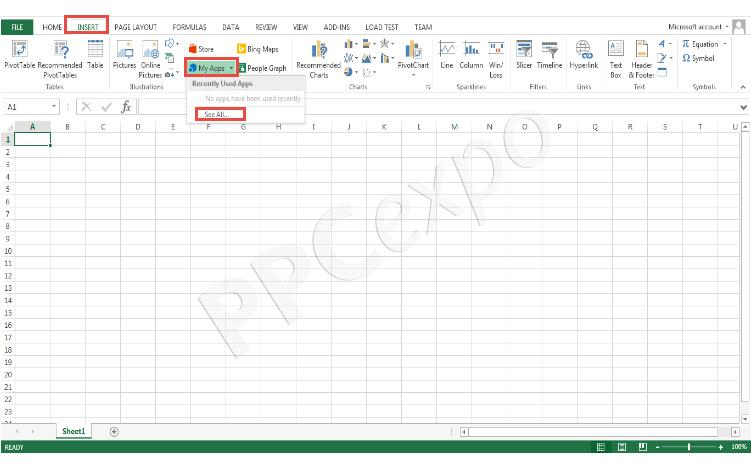 FILE HOME INSERT PAGE LAYOUT FORMULAS DATA REVIEW VIEW ADD-INS LOAD TEST TEAM Microsoft account
Store Bing Maps Equation
PivotTable Recommended Table Pictures Online My Apps People Graph Recommended PivotChart Line Column Win/ Slicer Timeline Hyperlink Text Header Symbol
PivotTables Pictures Charts Loss Box & Footer
Tables Illustrations Recently Used Apps Charts Sparklines Filters Links Text Symbols
No apps have been used recently
A1 fx See All...
A B C D E F G H I J K L M N O P Q R S T U
1
2
3
4
5
6
7
8
9
10
11
12
13
14
15
16
17
18
19
20
21
22
23
PPCexpo
Sheet1
READY 100%